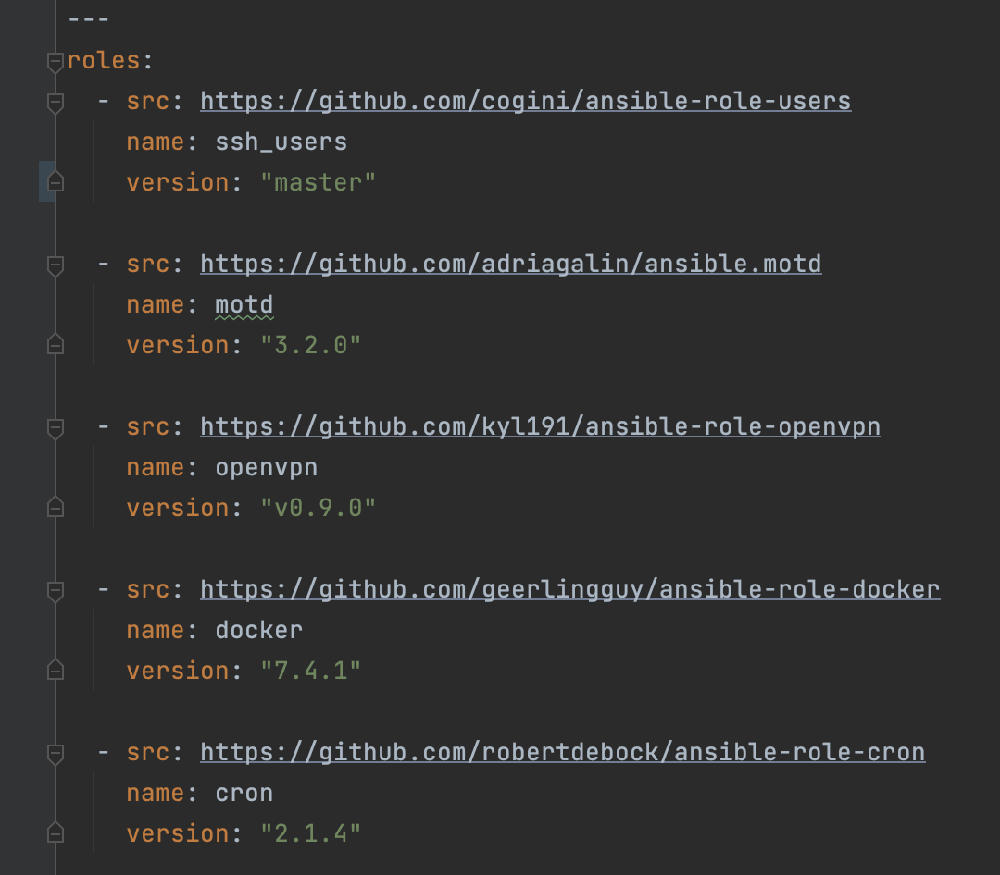 ---
roles:
  - src: https://github.com/cogini/ansible-role-users
    name: ssh_users
    version: "master"

  - src: https://github.com/adriagalin/ansible.motd
    name: motd
    version: "3.2.0"

  - src: https://github.com/kyl191/ansible-role-openvpn
    name: openvpn
    version: "v0.9.0"

  - src: https://github.com/geerlingguy/ansible-role-docker
    name: docker
    version: "7.4.1"

  - src: https://github.com/robertdebock/ansible-role-cron
    name: cron
    version: "2.1.4"